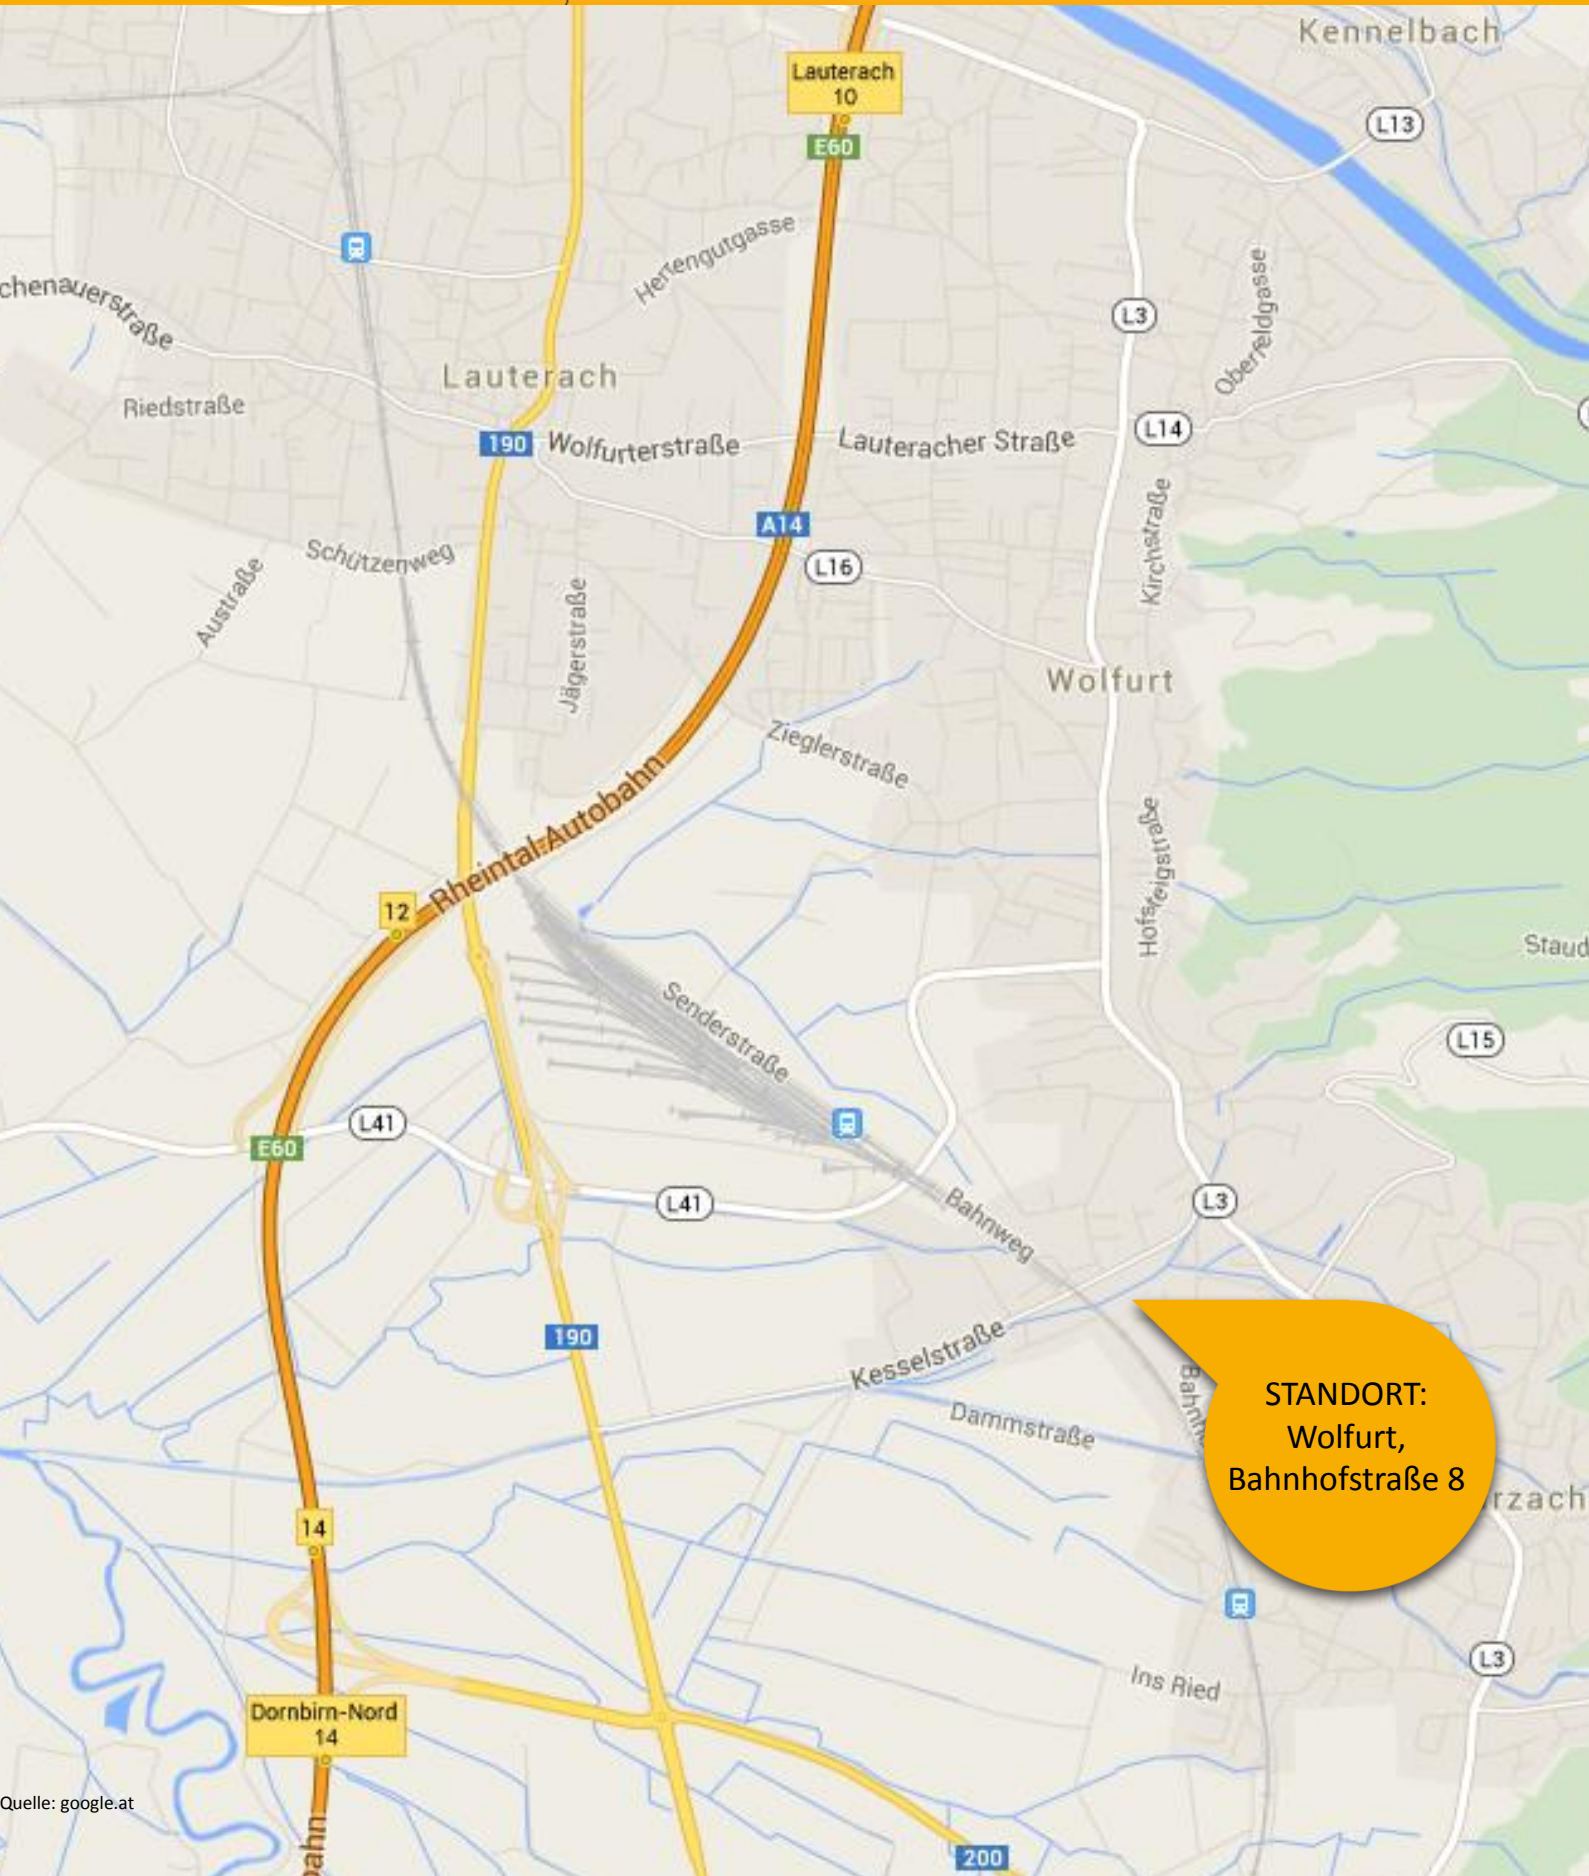 Kennelbach
Lauterach
10
L13
E60
Herrengutgasse
chenauerstraße
L3
Oberfeldgasse
Lauterach
Riedstraße
190
Wolfurterstraße
Lauteracher Straße
L14
A14
Kirchstraße
Schützenweg
L16
Austraße
Jägerstraße
Wolfurt
Zieglerstraße
Rheintal Autobahn
Hofsteigstraße
12
Staud
Senderstraße
L15
L41
E60
L41
L3
Bahnweg
190
Kesselstraße
Bahnh
STANDORT:
Wolfurt,
Bahnhofstraße 8
Dammstraße
rzach
14
L3
Ins Ried
Dornbirn-Nord
14
Quelle: google.at
bahn
200